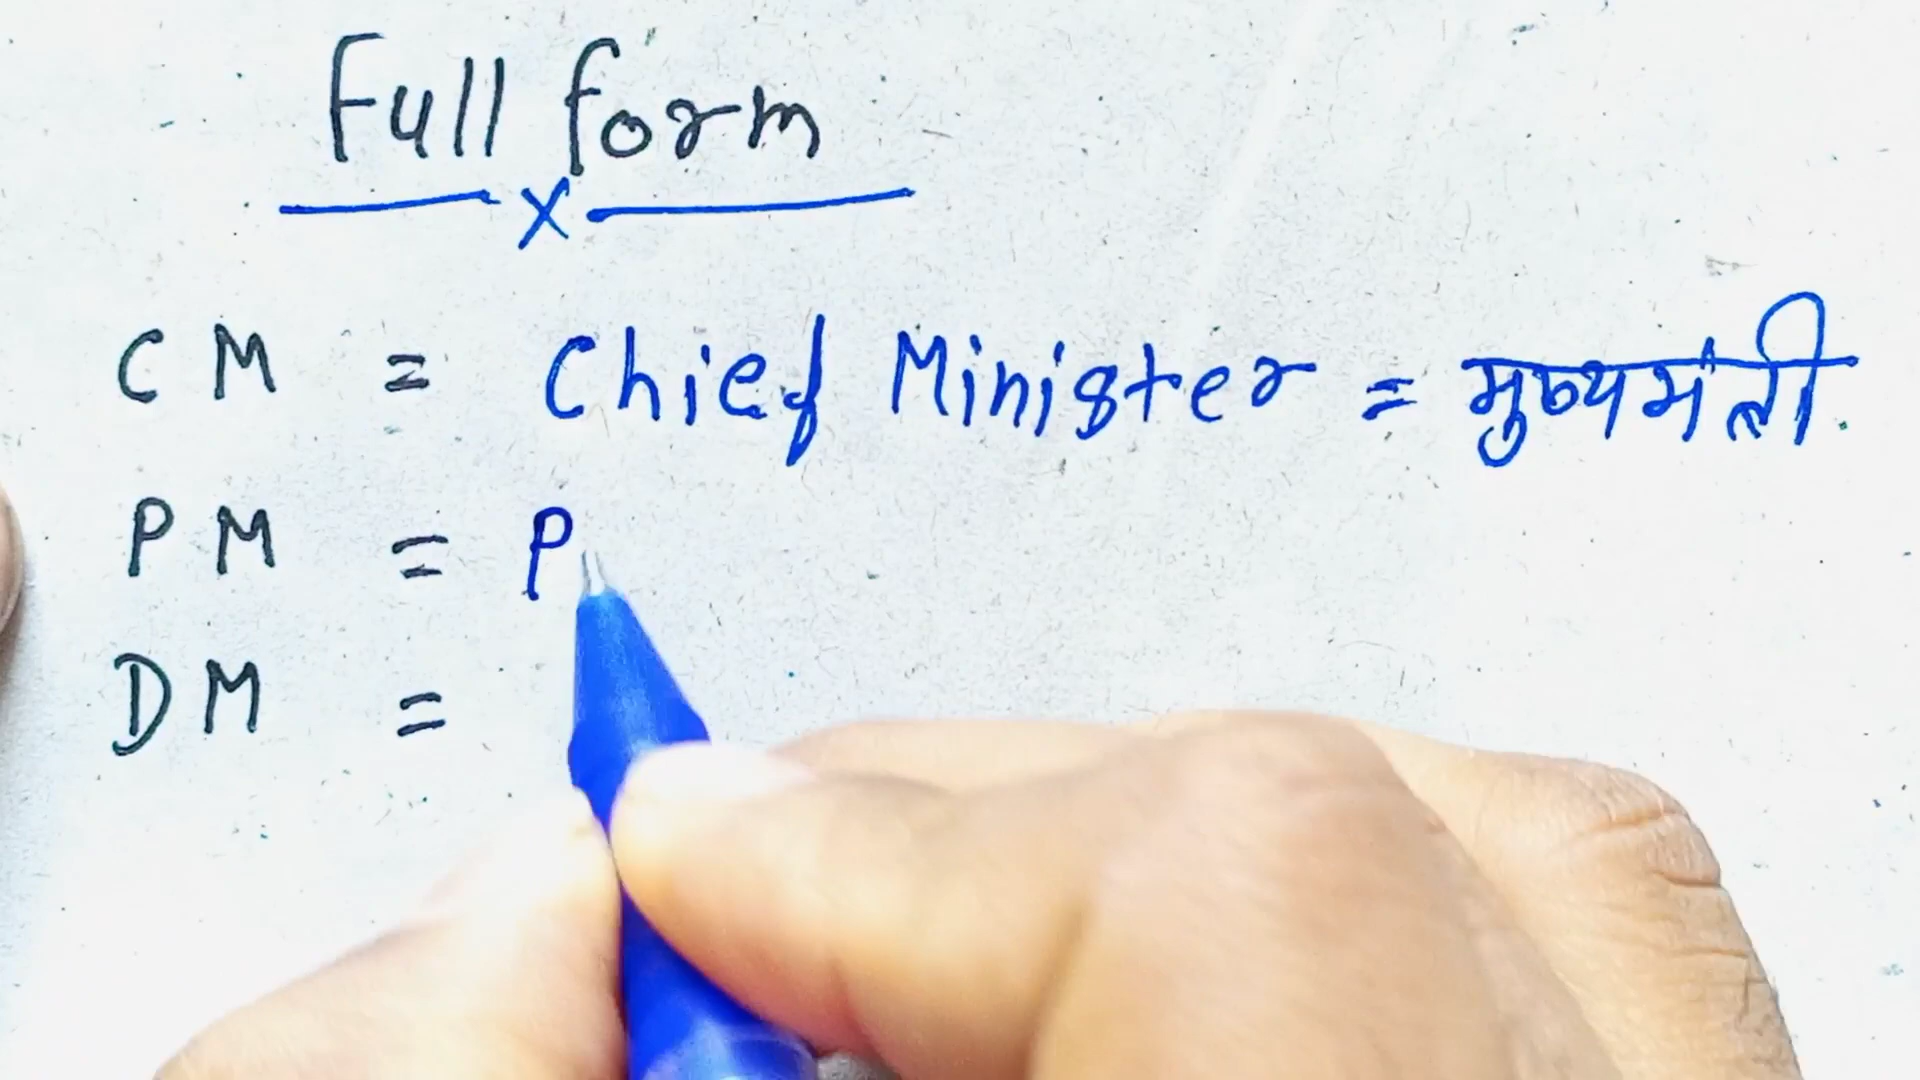 Full form
x
CM = Chief Minister = मुख्यमंत्री
PM = P
DM =